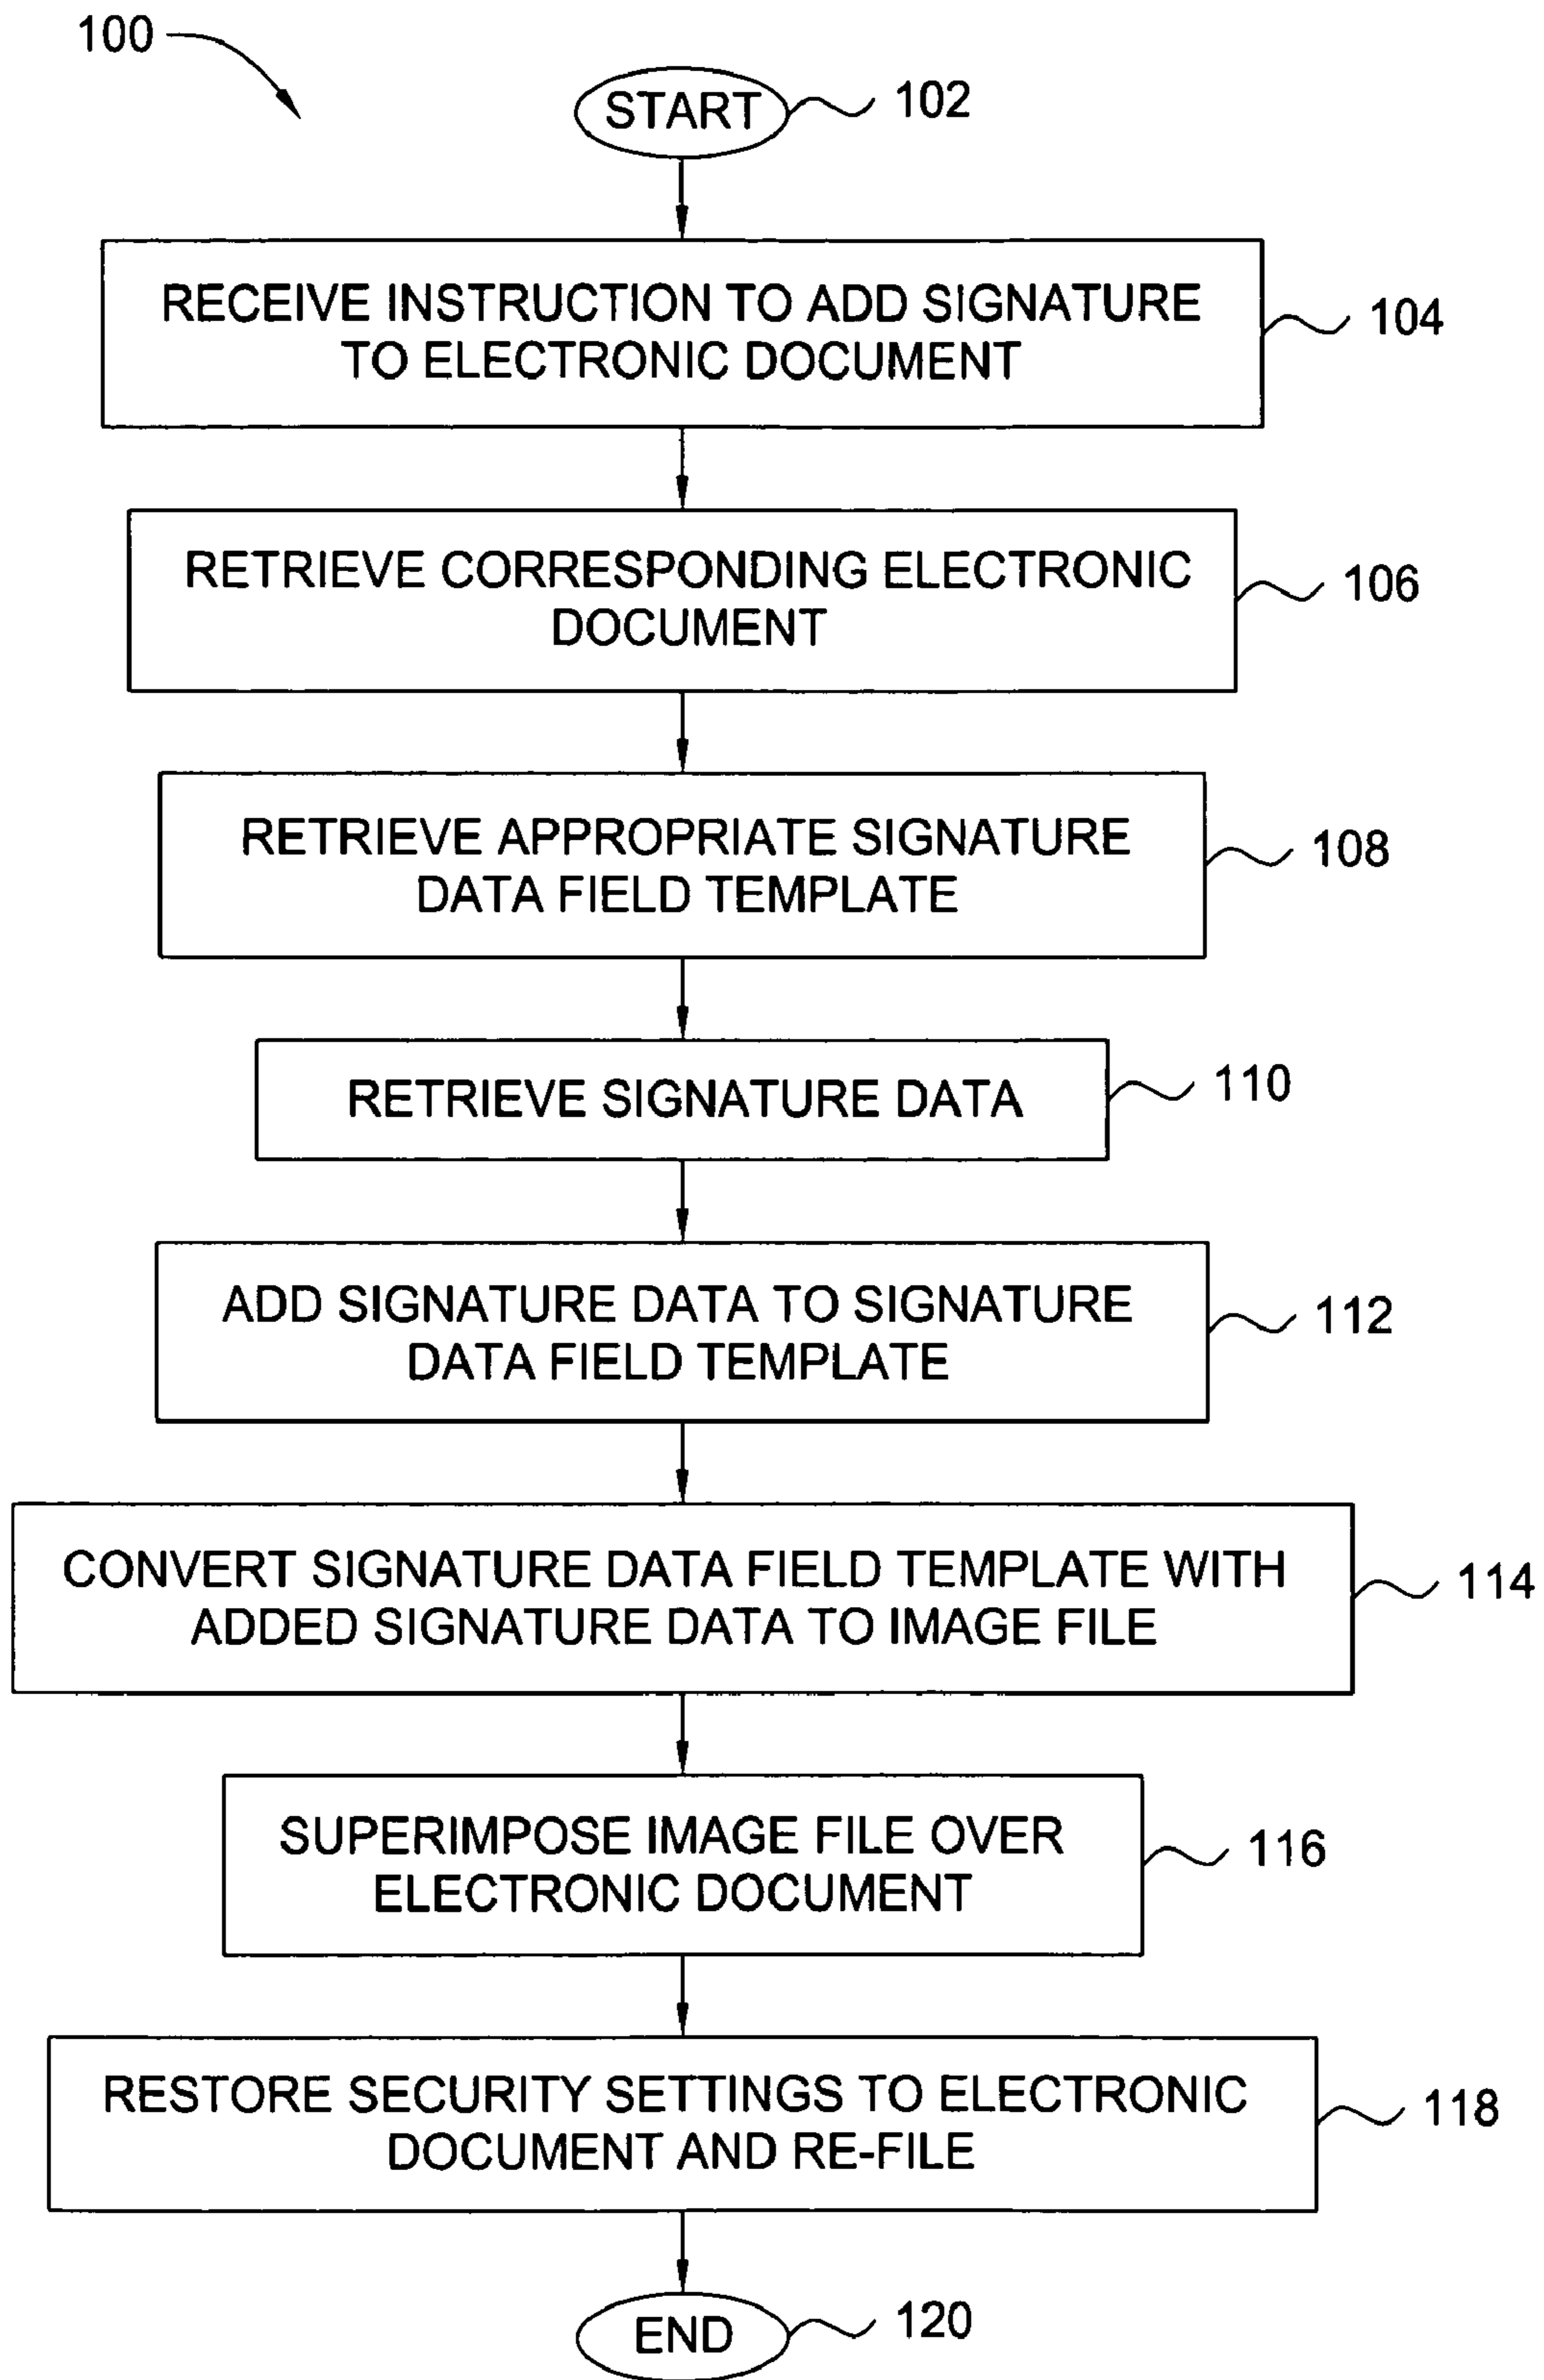 100
START
102
RECEIVE INSTRUCTION TO ADD SIGNATURE
TO ELECTRONIC DOCUMENT
104
RETRIEVE CORRESPONDING ELECTRONIC
DOCUMENT
106
RETRIEVE APPROPRIATE SIGNATURE
DATA FIELD TEMPLATE
108
RETRIEVE SIGNATURE DATA
110
ADD SIGNATURE DATA TO SIGNATURE
DATA FIELD TEMPLATE
112
CONVERT SIGNATURE DATA FIELD TEMPLATE WITH
ADDED SIGNATURE DATA TO IMAGE FILE
114
SUPERIMPOSE IMAGE FILE OVER
ELECTRONIC DOCUMENT
116
RESTORE SECURITY SETTINGS TO ELECTRONIC
DOCUMENT AND RE-FILE
118
END
120